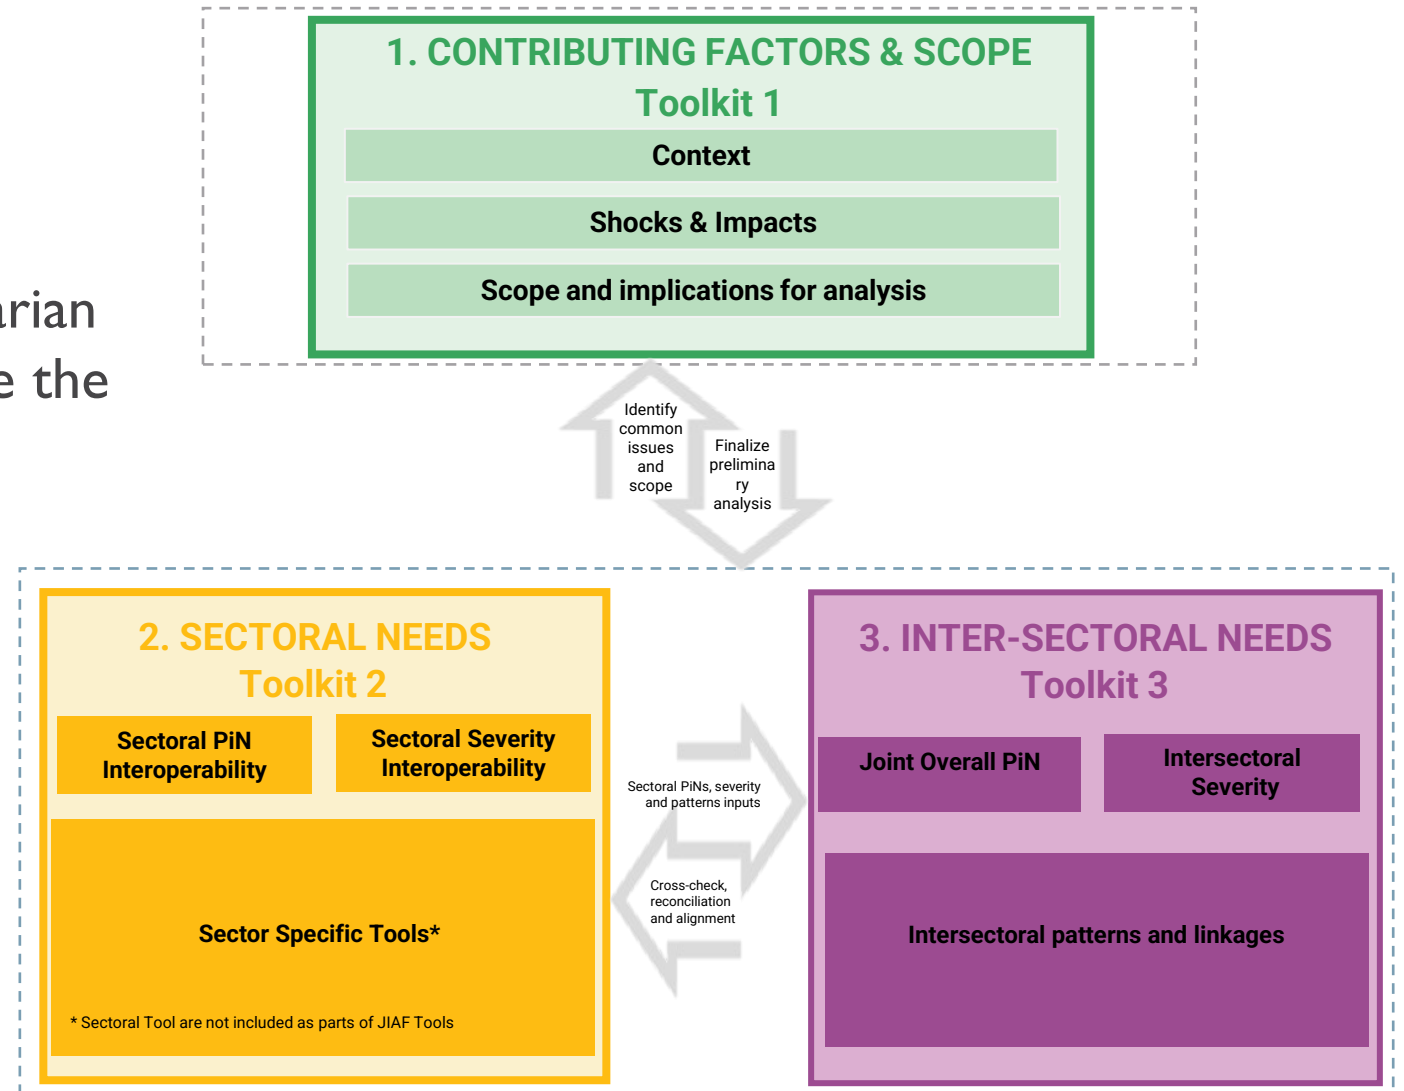 1. CONTRIBUTING FACTORS & SCOPE
Toolkit 1
Context
Shocks & Impacts
Scope and implications for analysis
arian
e the
Identify
common
issues
and
scope
Finalize
prelimina
ry
analysis
2. SECTORAL NEEDS
Toolkit 2
Sectoral PiN
Interoperability
Sectoral Severity
Interoperability
Sector Specific Tools*
* Sectoral Tool are not included as parts of JIAF Tools
Sectoral PiNs, severity
and patterns inputs
Cross-check,
reconciliation
and alignment
3. INTER-SECTORAL NEEDS
Toolkit 3
Joint Overall PiN
Intersectoral
Severity
Intersectoral patterns and linkages